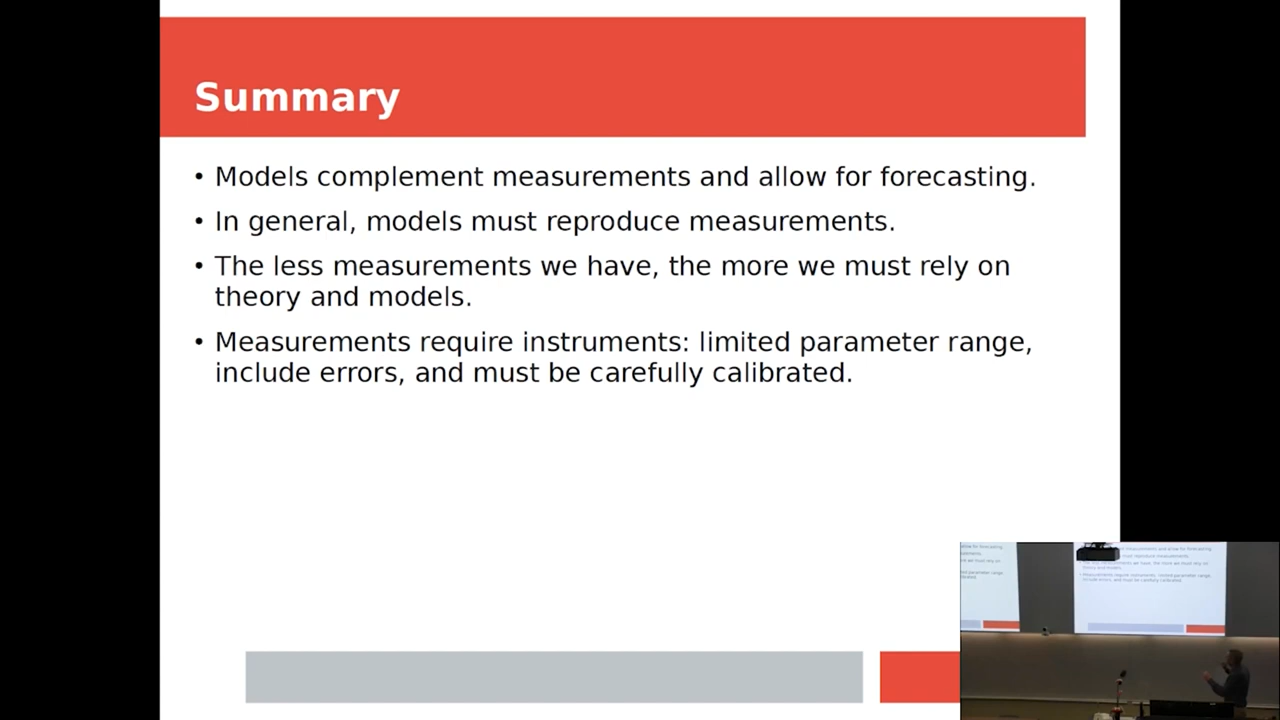 Summary
• Models complement measurements and allow for forecasting.
• In general, models must reproduce measurements.
• The less measurements we have, the more we must rely on
theory and models.
• Measurements require instruments: limited parameter range,
include errors, and must be carefully calibrated.